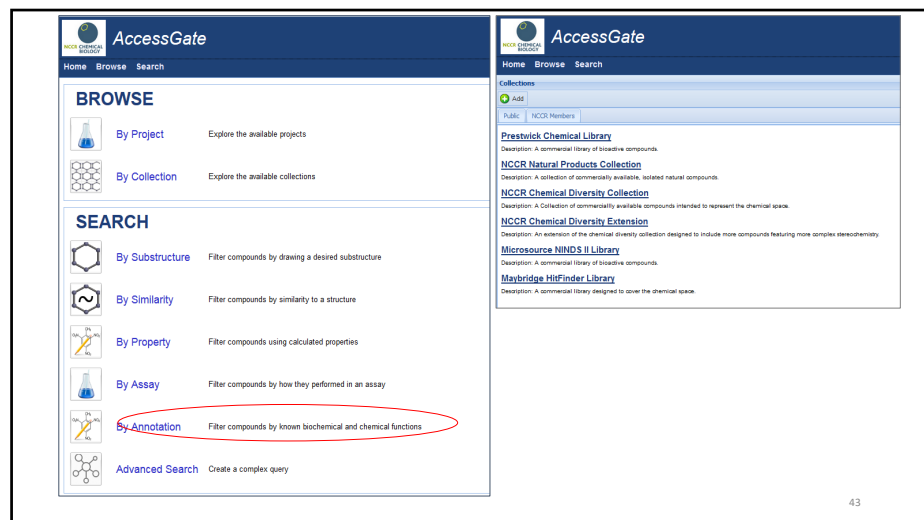 NCCR CHEMICAL
BIOLOGY
AccessGate
Home Browse Search
BROWSE
By Project Explore the available projects
By Collection Explore the available collections
SEARCH
By Substructure Filter compounds by drawing a desired substructure
By Similarity Filter compounds by similarity to a structure
By Property Filter compounds using calculated properties
By Assay Filter compounds by how they performed in an assay
By Annotation Filter compounds by known biochemical and chemical functions
Advanced Search Create a complex query
NCCR CHEMICAL
BIOLOGY
AccessGate
Home Browse Search
Collections
Add
Public NCCR Members
Prestwick Chemical Library
Description: A commercial library of bioactive compounds.
NCCR Natural Products Collection
Description: A collection of commercially available, isolated natural compounds.
NCCR Chemical Diversity Collection
Description: A Collection of commerciallty available compounds intended to represent the chemical space.
NCCR Chemical Diversity Extension
Description: An extension of the chemical diversity collection designed to include more compounds featuring more complex stereochemistry.
Microsource NINDS II Library
Description: A commercial library of bioactive compounds.
Maybridge HitFinder Library
Description: A commercial library designed to cover the chemical space.
43